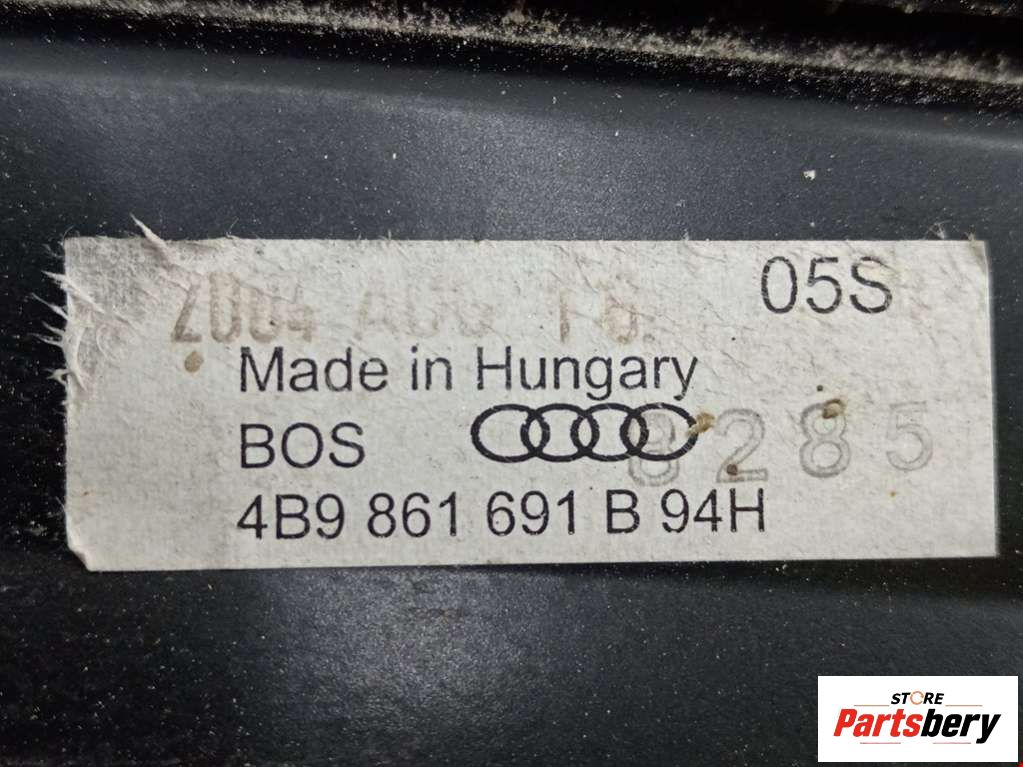 05S
2004 AUG 16
Made in Hungary
BOS
8285
4B9 861 691 B 94H
STORE
Partsbery